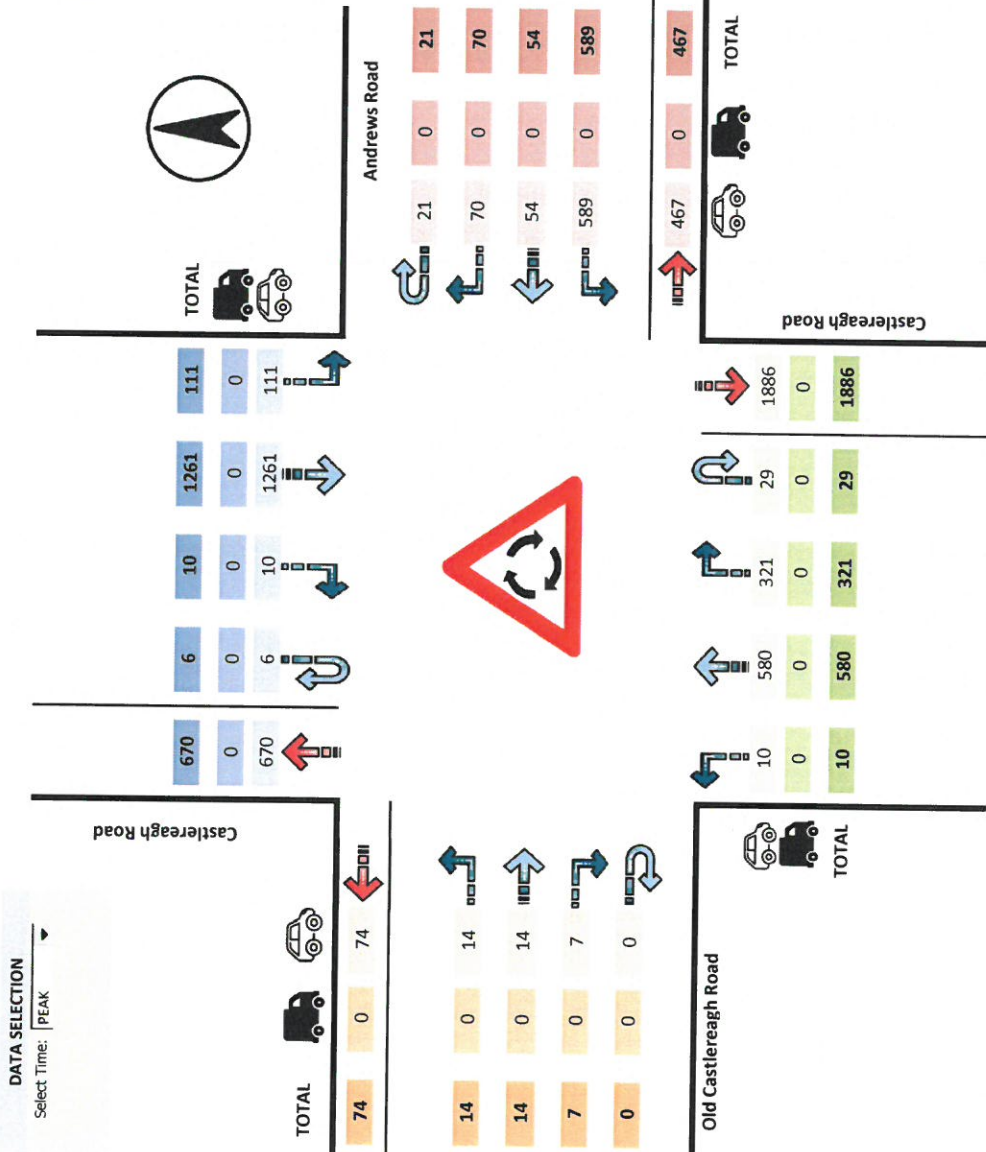 DATA SELECTION
Select Time: PEAK
TOTAL
111
0
111
1261
0
1261
10
0
10
6
0
6
670
0
670
Castlereagh Road
Andrews Road
21 0 21
70 0 70
54 0 54
589 0 589
467 0 467
TOTAL
TOTAL
74 0 74
14 0 14
14 0 14
7 0 7
0 0 0
Old Castlereagh Road
Castlereagh Road
10 580 321 29 1886
0 0 0 0 0
10 580 321 29 1886
TOTAL